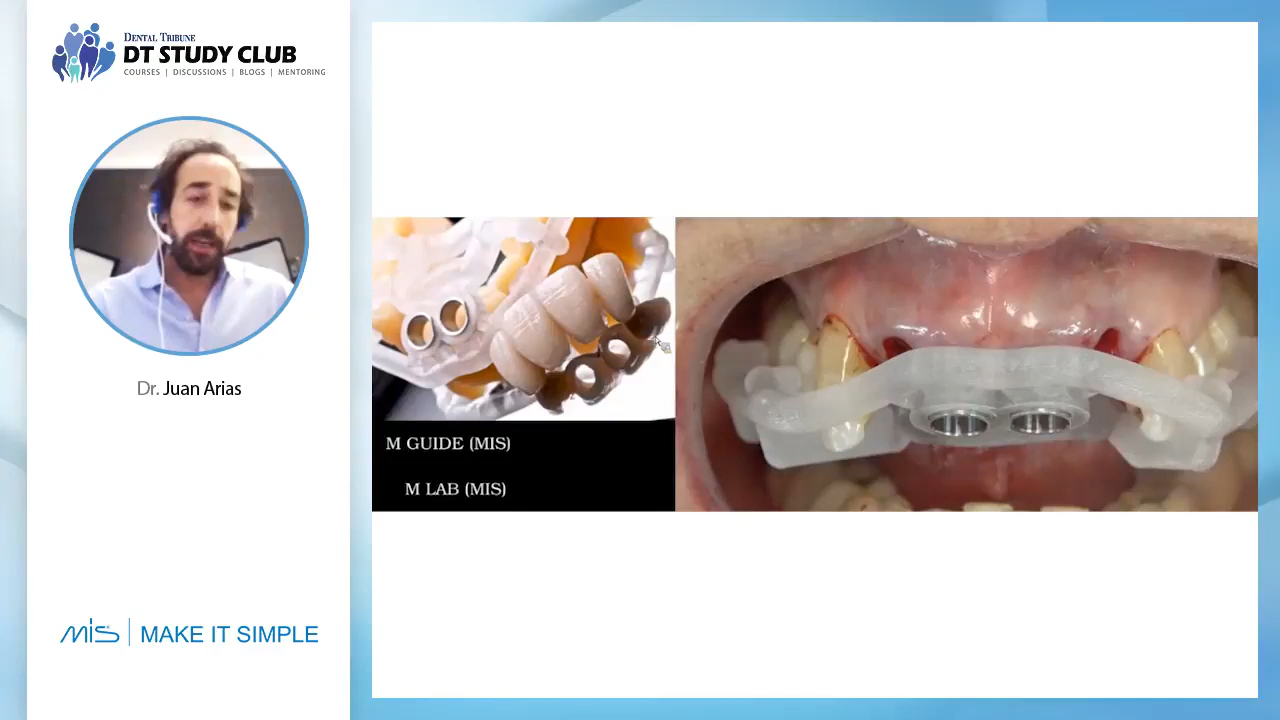 DENTAL TRIBUNE
DT STUDY CLUB
COURSES | DISCUSSIONS | BLOGS | MENTORING
Dr. Juan Arias
M GUIDE (MIS)
M LAB (MIS)
MIS | MAKE IT SIMPLE